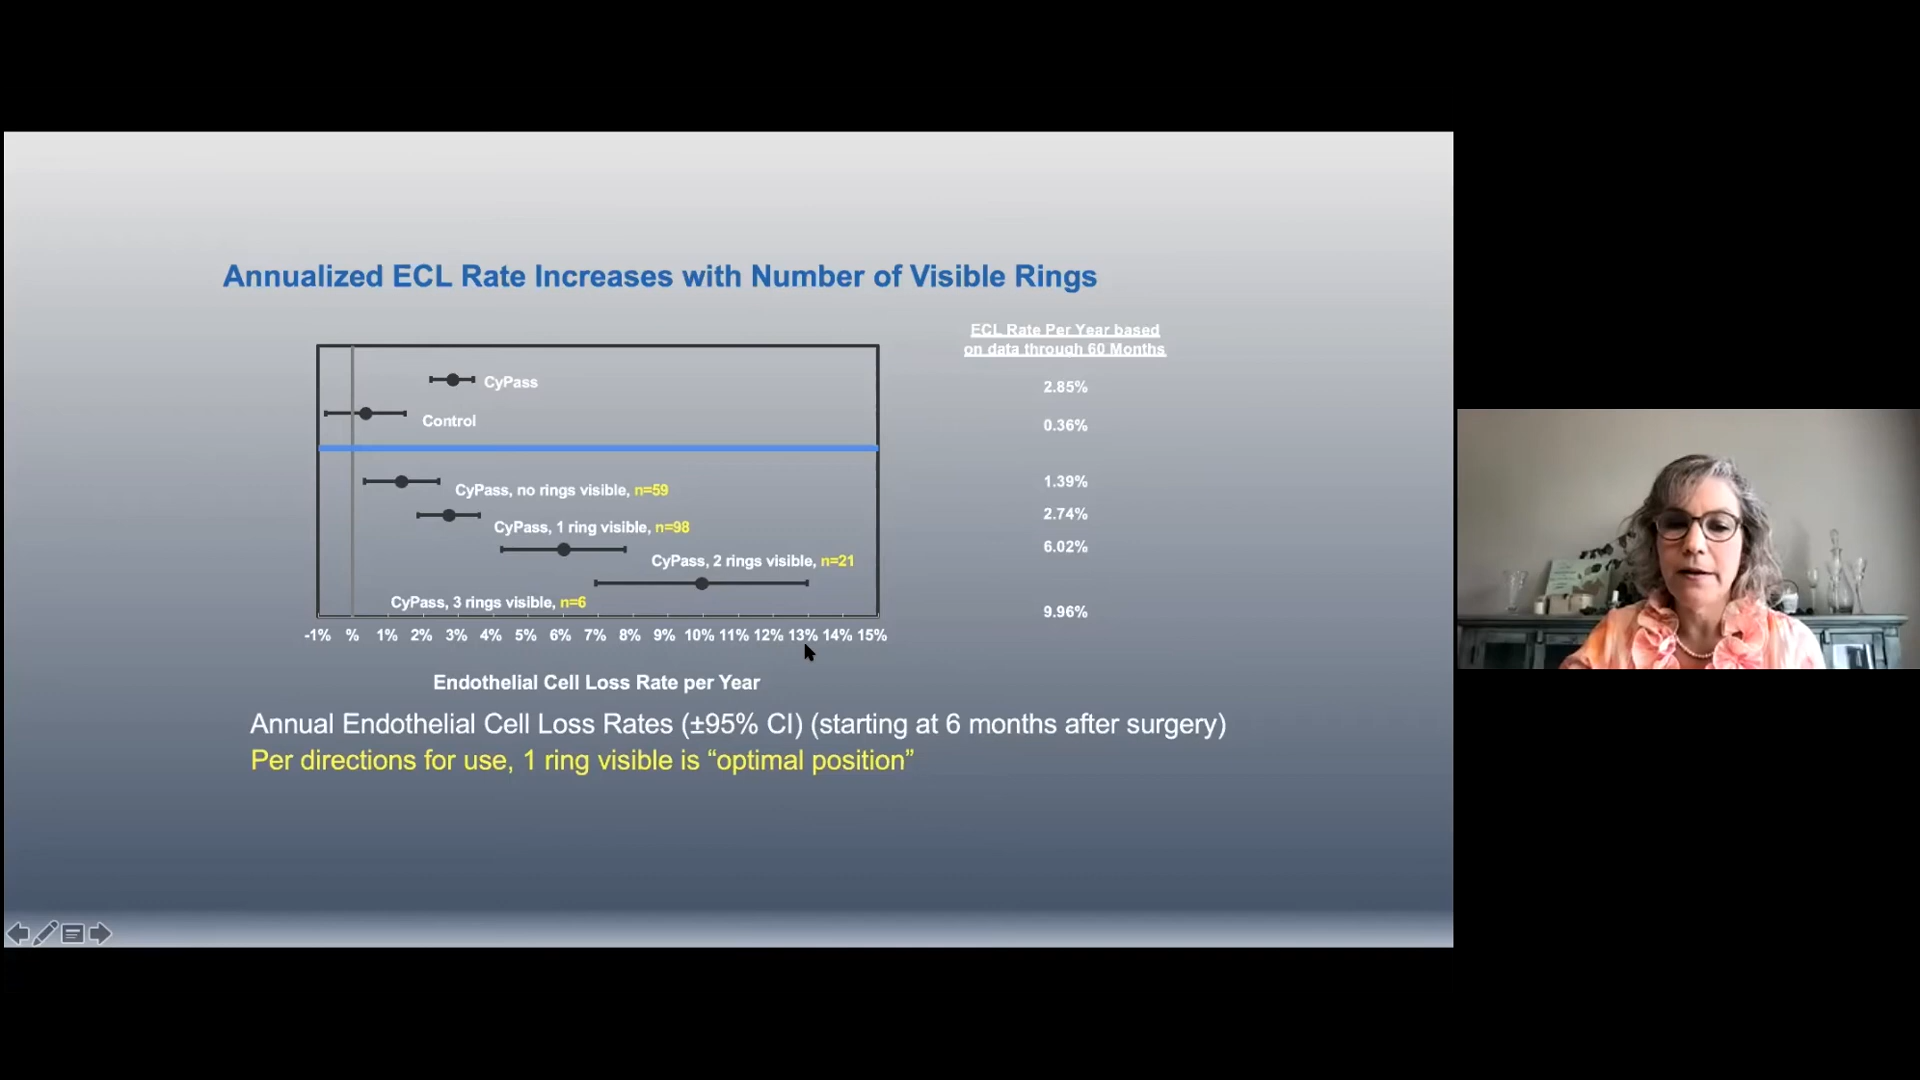 Annualized ECL Rate Increases with Number of Visible Rings
ECL Rate Per Year based
on data through 60 Months
CyPass
2.85%
Control
0.36%
CyPass, no rings visible, n=59
1.39%
CyPass, 1 ring visible, n=98
2.74%
CyPass, 2 rings visible, n=21
6.02%
CyPass, 3 rings visible, n=6
9.96%
-1% % 1% 2% 3% 4% 5% 6% 7% 8% 9% 10% 11% 12% 13% 14% 15%
Endothelial Cell Loss Rate per Year
Annual Endothelial Cell Loss Rates (±95% CI) (starting at 6 months after surgery)
Per directions for use, 1 ring visible is “optimal position”